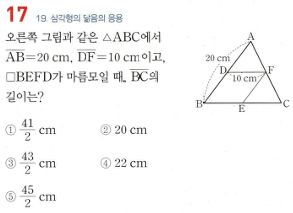 17 19 삼각형의 닮음의 응용
오른쪽 그림과 같은 △ABC에서
AB=20 cm, DF=10 cm이고,
□BEFD가 마름모일 때, BC의
길이는?
① 41/2 cm ② 20 cm
③ 43/2 cm ④ 22 cm
⑤ 45/2 cm
A
20 cm
D F
10 cm
B E C